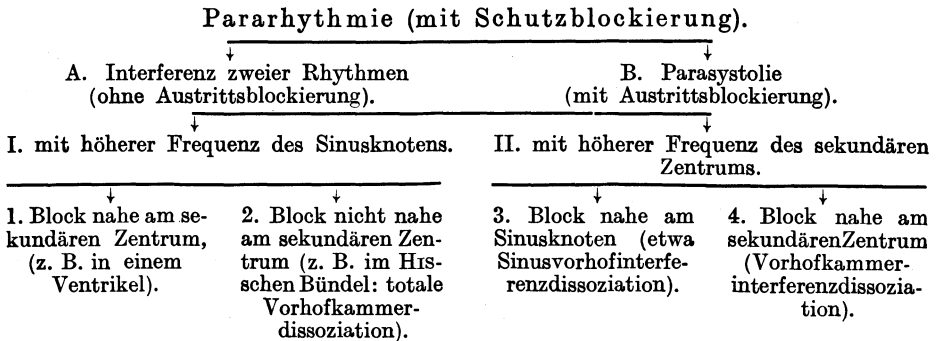 Pararhythmie (mit Schutzblockierung).
A. Interferenz zweier Rhythmen
(ohne Austrittsblockierung).
B. Parasystolie
(mit Austrittsblockierung).
I. mit höherer Frequenz des Sinusknotens.
II. mit höherer Frequenz des sekundären
Zentrums.
1. Block nahe am se-
kundären Zentrum,
(z. B. in einem
Ventrikel).
2. Block nicht nahe
am sekundären Zen-
trum (z. B. im HIS-
schen Bündel: totale
Vorhofkammer-
dissoziation).
3. Block nahe am
Sinusknoten (etwa
Sinusvorhofinterfe-
renzdissoziation).
4. Block nahe am
sekundärenZentrum
(Vorhofkammer-
interferenzdissozia-
tion).